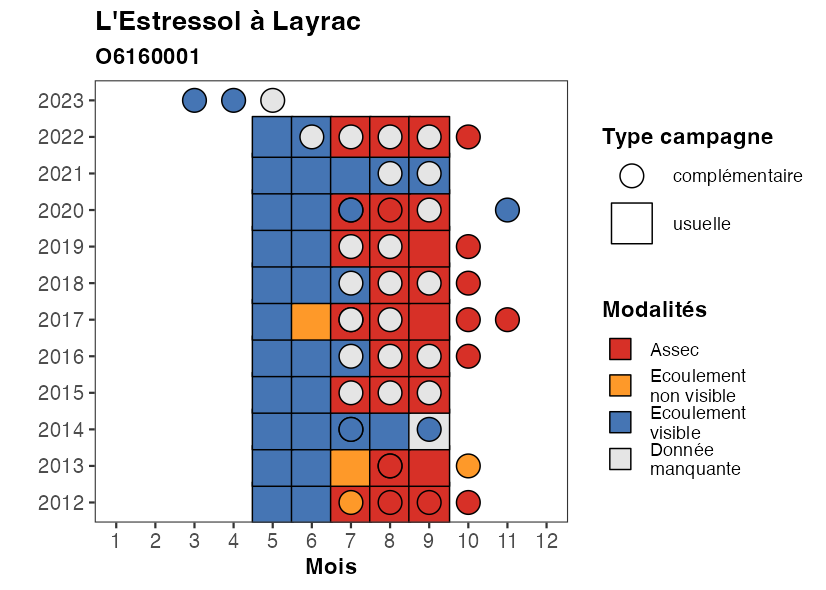 L'Estressol à Layrac
O6160001
2023
2022
2021
2020
2019
2018
2017
2016
2015
2014
2013
2012
1 2 3 4 5 6 7 8 9 10 11 12
Mois
Type campagne
complémentaire
usuelle
Modalités
Assec
Ecoulement
non visible
Ecoulement
visible
Donnée
manquante